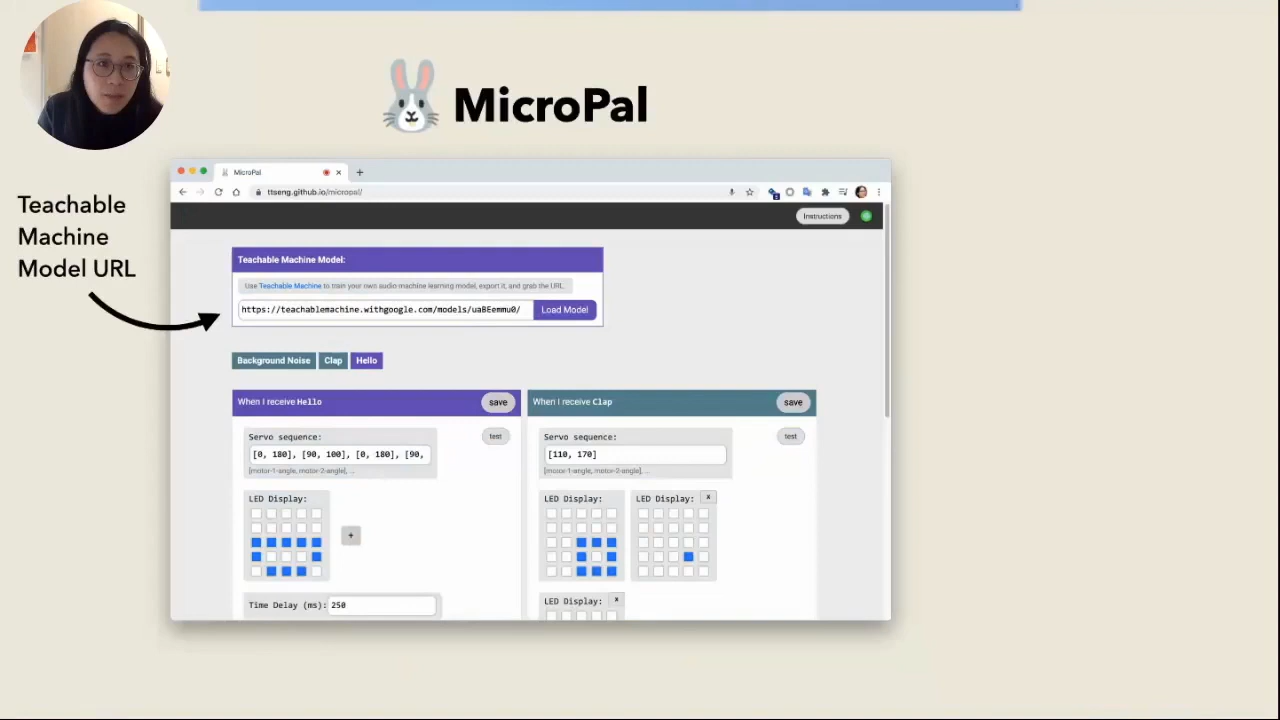 MicroPal
Teachable
Machine
Model URL
MicroPal
ttseng.github.io/micropal/
Instructions
Teachable Machine Model:
Use Teachable Machine to train your own audio machine learning model, export it, and grab the URL.
https://teachablemachine.withgoogle.com/models/uaBEemmu0/
Load Model
Background Noise Clap Hello
When I receive Hello
save
Servo sequence:
test
[0, 180], [90, 100], [0, 180], [90,
[motor-1-angle, motor-2-angle], ...
LED Display:
+
Time Delay (ms): 250
When I receive Clap
save
Servo sequence:
test
[110, 170]
[motor-1-angle, motor-2-angle], ...
LED Display:
LED Display: x
LED Display: x